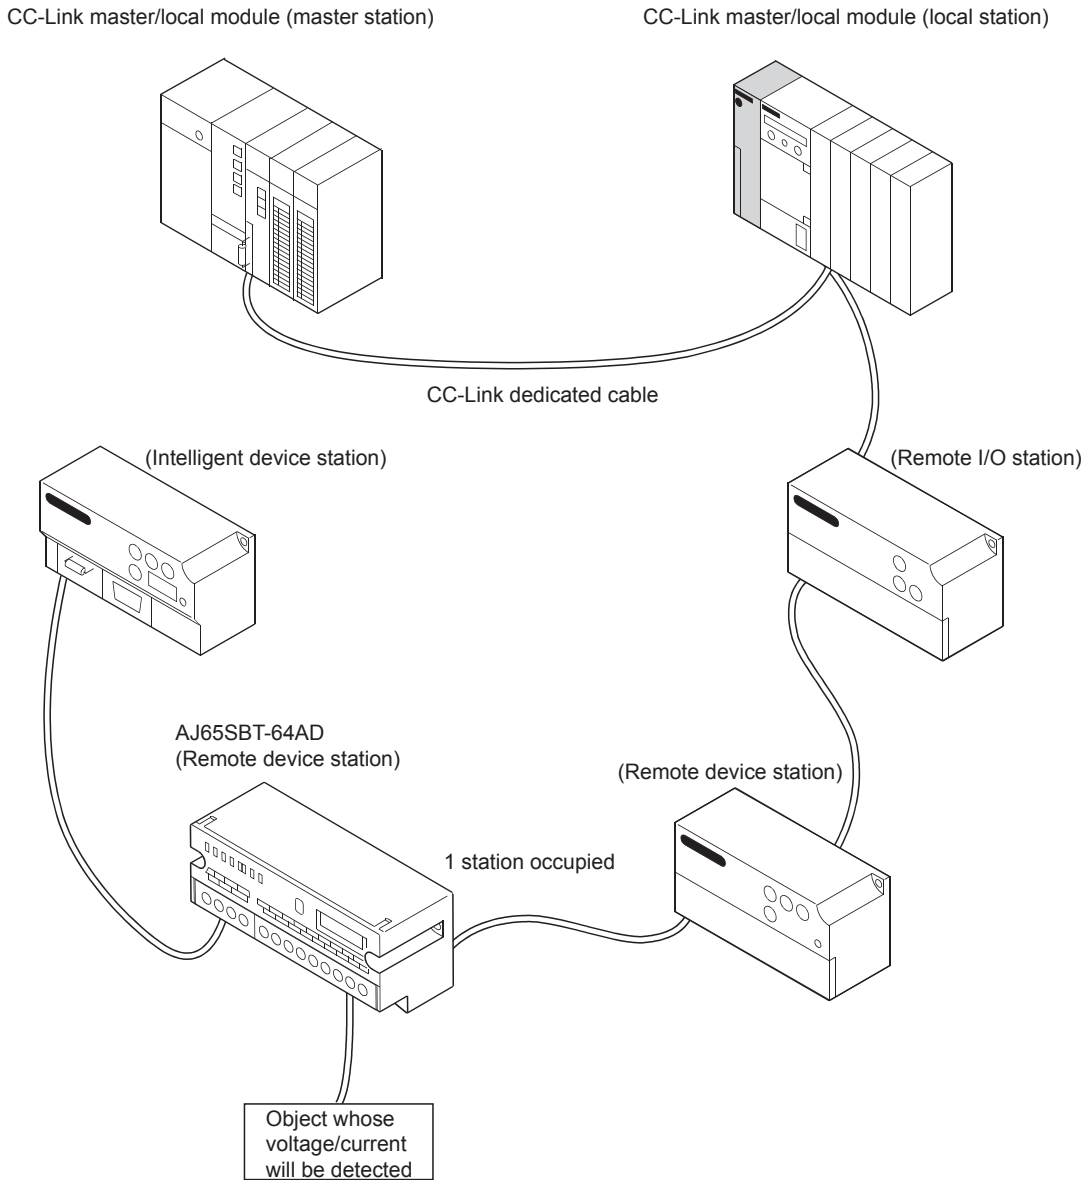 CC-Link master/local module (master station)
CC-Link master/local module (local station)
CC-Link dedicated cable
(Intelligent device station)
(Remote I/O station)
AJ65SBT-64AD
(Remote device station)
(Remote device station)
1 station occupied
Object whose
voltage/current
will be detected